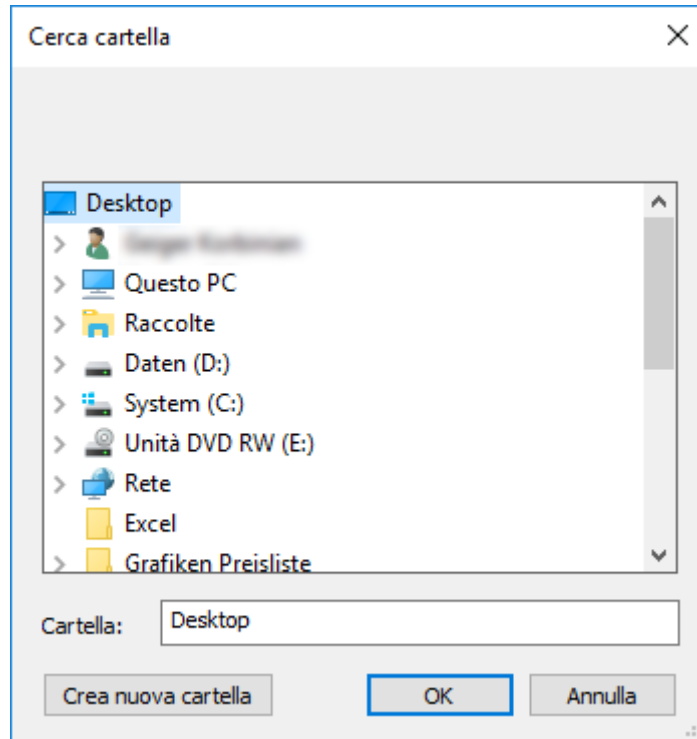 Cerca cartella
Desktop
Questo PC
Raccolte
Daten (D:)
System (C:)
Unità DVD RW (E:)
Rete
Excel
Grafiken Preisliste
Cartella: Desktop
Crea nuova cartella OK Annulla